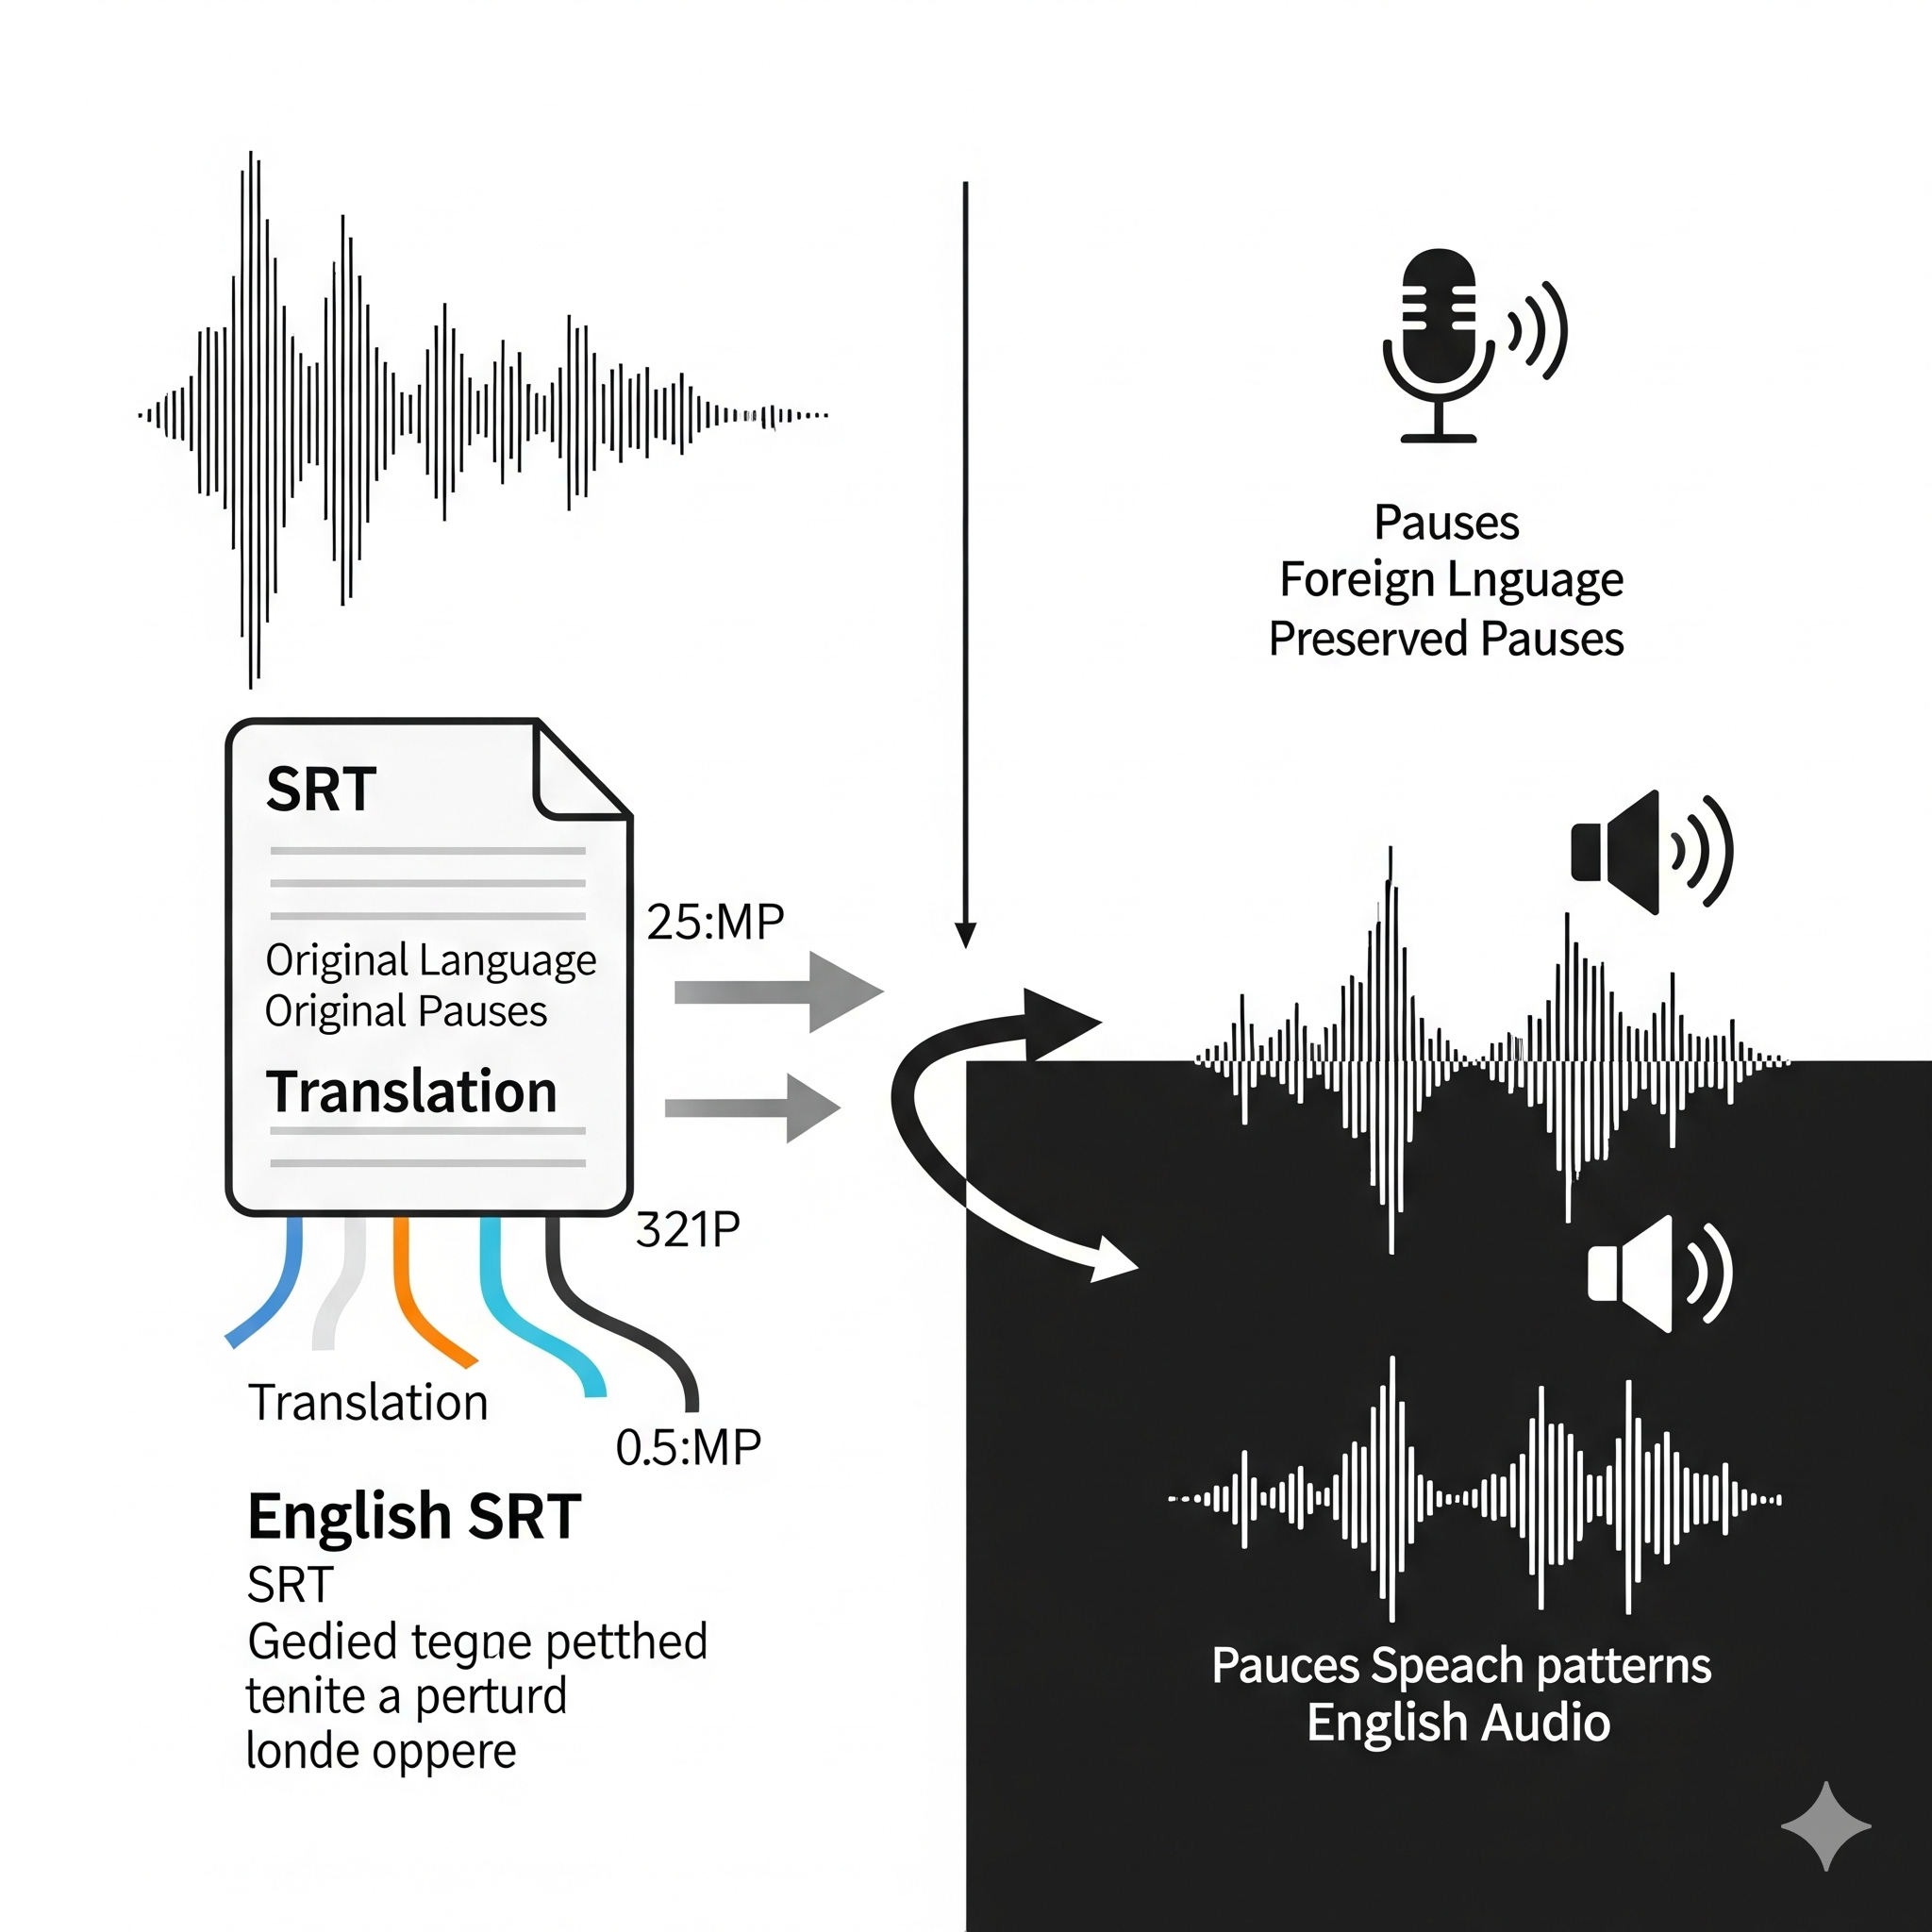 SRT
Original Language
Original Pauses
Translation
25:MP
321P
Translation
0.5:MP
English SRT
SRT
Gedied tegne petthed
tenite a perturd
londe oppere
Pauses
Foreign Lnguage
Preserved Pauses
Pauces Speach patterns
English Audio